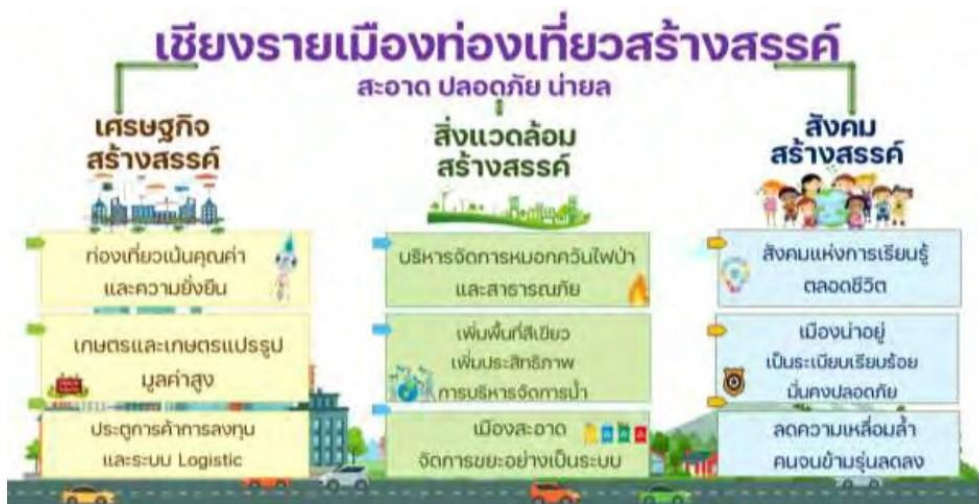 เชียงรายเมืองท่องเที่ยวสร้างสรรค์
สะอาด ปลอดภัย น่ายล
เศรษฐกิจ
สร้างสรรค์
ท่องเที่ยวเน้นคุณค่า
และความยั่งยืน
เกษตรและเกษตรแปรรูป
มูลค่าสูง
ประตูการค้าการลงทุน
และระบบ Logistic
สิ่งแวดล้อม
สร้างสรรค์
บริหารจัดการหมอกควันไฟป่า
และสาธารณภัย
เพิ่มพื้นที่สีเขียว
เพิ่มประสิทธิภาพ
การบริหารจัดการน้ำ
เมืองสะอาด
จัดการขยะอย่างเป็นระบบ
สังคม
สร้างสรรค์
สังคมแห่งการเรียนรู้
ตลอดชีวิต
เมืองน่าอยู่
เป็นระเบียบเรียบร้อย
มั่นคงปลอดภัย
ลดความเหลื่อมล้ำ
คนจนข้ามรุ่นลดลง